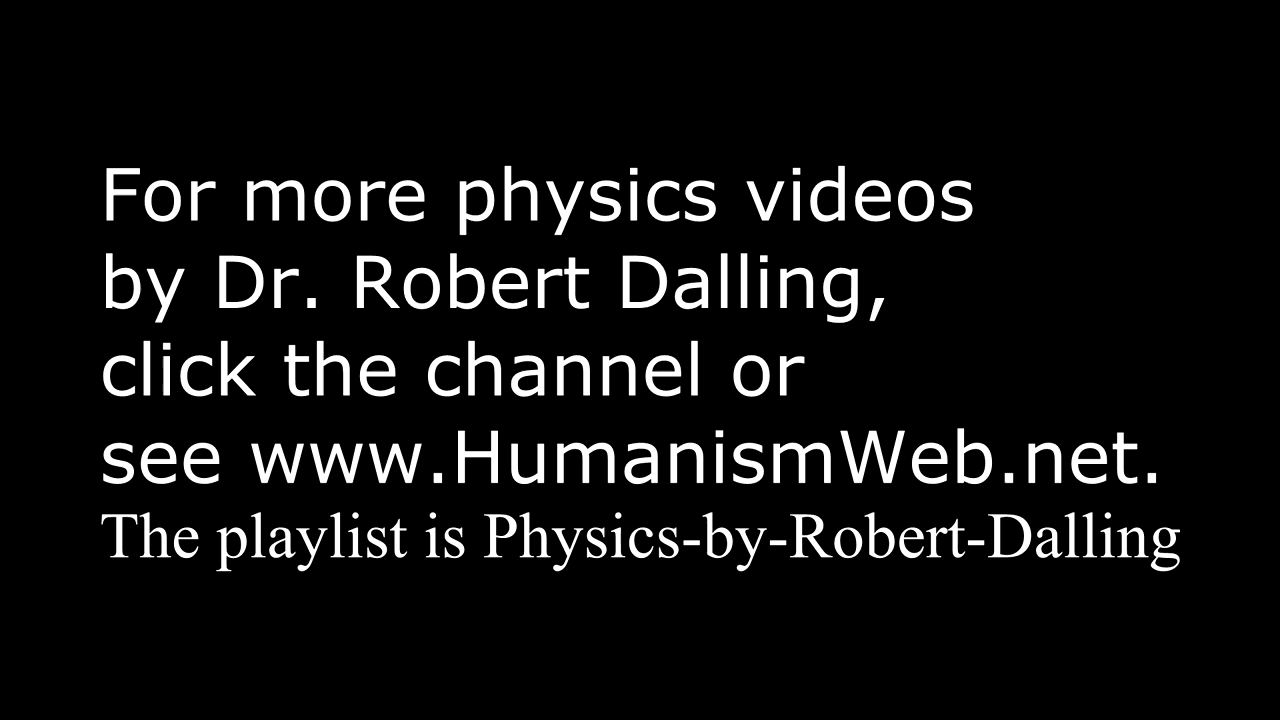 For more physics videos
by Dr. Robert Dalling,
click the channel or
see www.HumanismWeb.net.
The playlist is Physics-by-Robert-Dalling